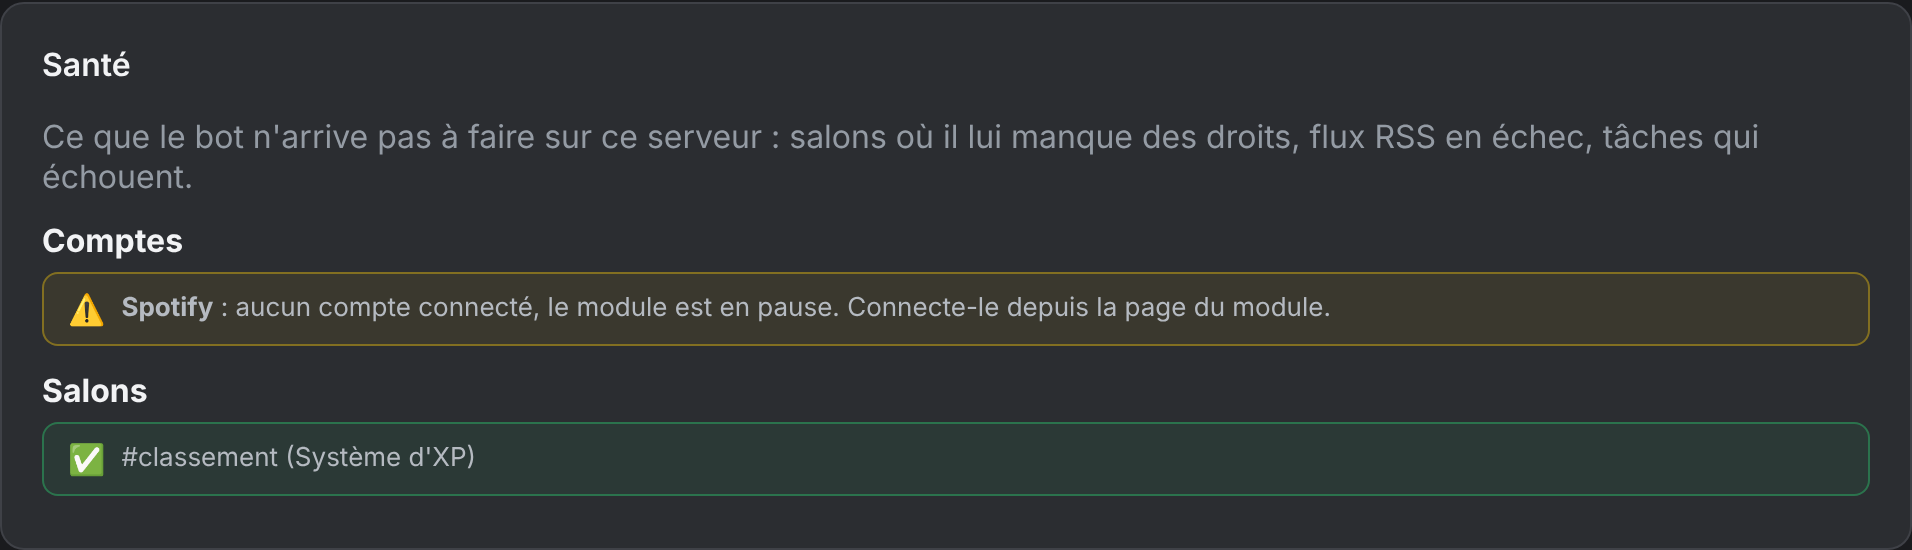 Santé
Ce que le bot n'arrive pas à faire sur ce serveur : salons où il lui manque des droits, flux RSS en échec, tâches qui
échouent.
Comptes
⚠️ Spotify : aucun compte connecté, le module est en pause. Connecte-le depuis la page du module.
Salons
✅ #classement (Système d'XP)